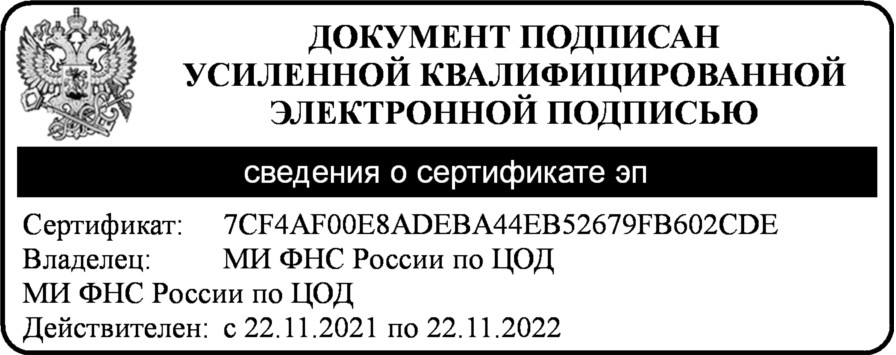 ДОКУМЕНТ ПОДПИСАН
УСИЛЕННОЙ КВАЛИФИЦИРОВАННОЙ
ЭЛЕКТРОННОЙ ПОДПИСЬЮ
сведения о сертификате эп
Сертификат: 7CF4AF00E8ADEBA44EB52679FB602CDE
Владелец: МИ ФНС России по ЦОД
МИ ФНС России по ЦОД
Действителен: с 22.11.2021 по 22.11.2022